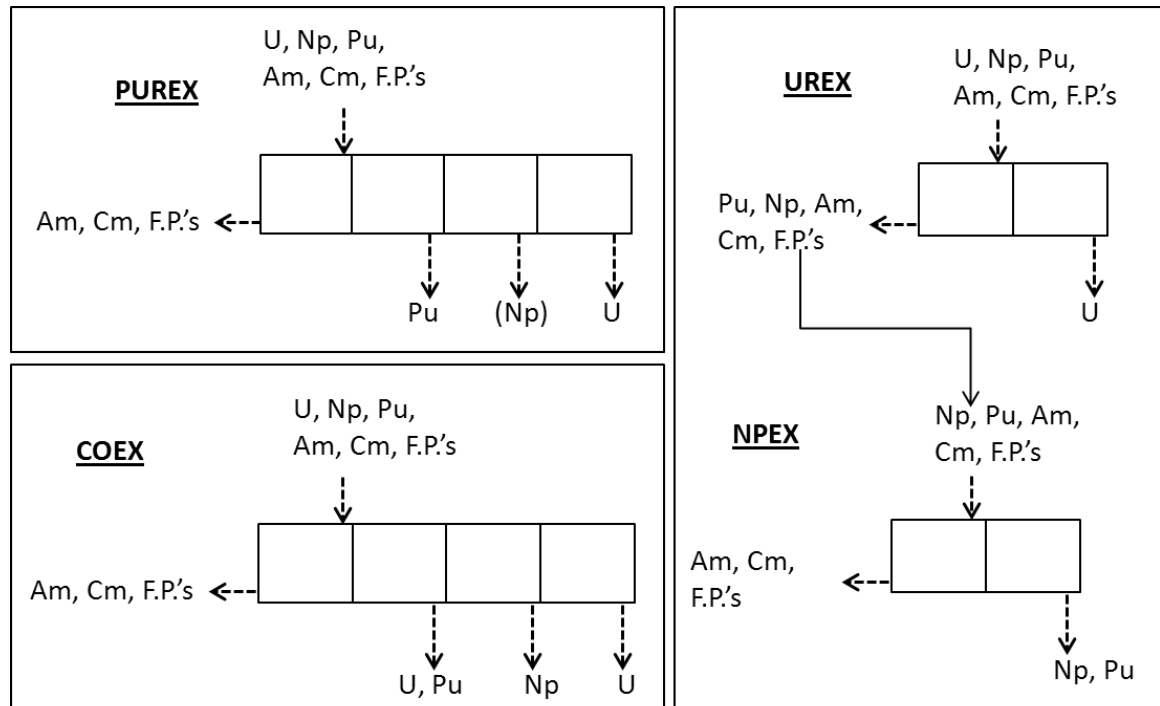 PUREX
U, Np, Pu,
Am, Cm, F.P.'s
Am, Cm, F.P.'s
Pu
(Np)
U
COEX
U, Np, Pu,
Am, Cm, F.P.'s
Am, Cm, F.P.'s
U, Pu
Np
U
UREX
U, Np, Pu,
Am, Cm, F.P.'s
Pu, Np, Am,
Cm, F.P.'s
U
NPEX
Np, Pu, Am,
Cm, F.P.'s
Am, Cm,
F.P.'s
Np, Pu